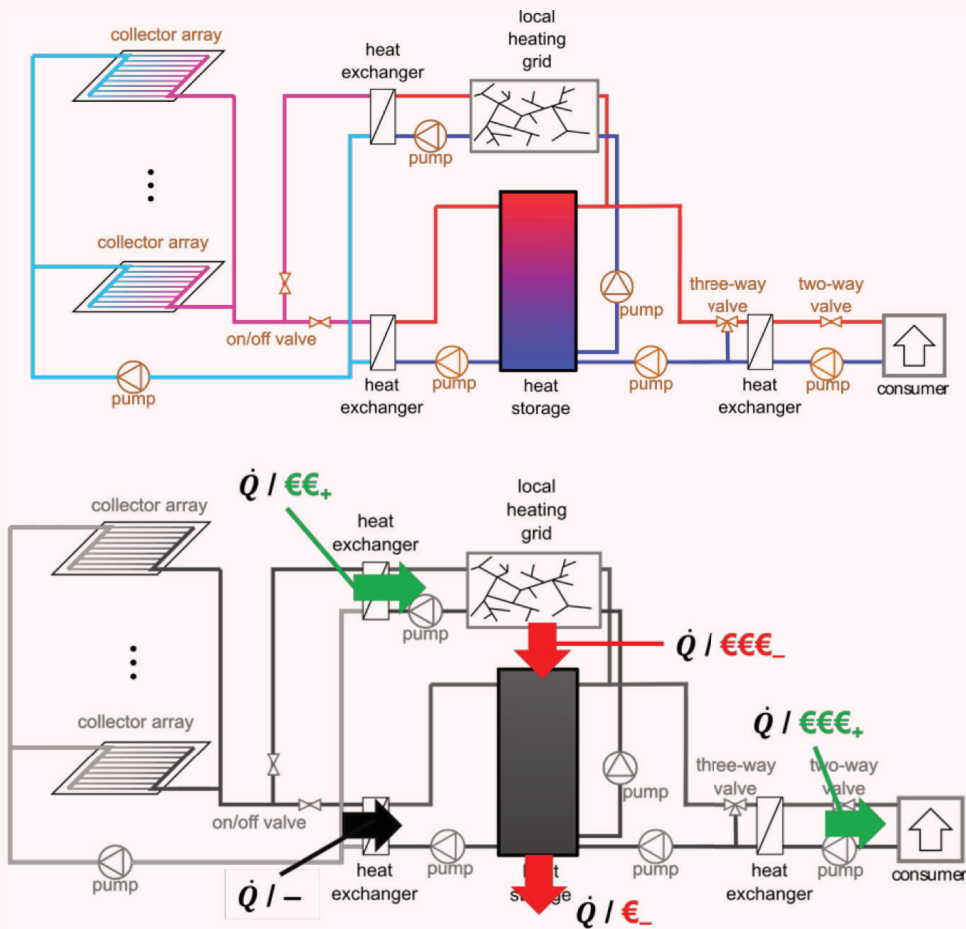 collector array
local
heating
grid
heat
exchanger
pump
collector array
three-way
valve
two-way
valve
pump
on/off valve
pump
pump
heat
exchanger
heat
storage
pump
heat
exchanger
pump
consumer
Q̇ / €€₊
collector array
local
heating
grid
heat
exchanger
pump
Q̇ / €€€₋
collector array
Q̇ / €€€₊
three-way
valve
two-way
valve
pump
on/off valve
pump
pump
heat
exchanger
heat
storage
pump
heat
exchanger
pump
consumer
Q̇ / –
Q̇ / €₋